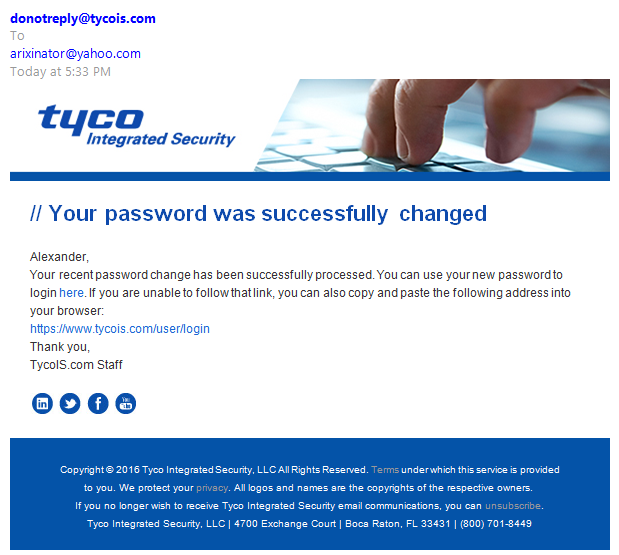 donotreply@tycois.com
To
arixinator@yahoo.com
Today at 5:33 PM
tyco
Integrated Security
// Your password was successfully changed
Alexander,
Your recent password change has been successfully processed. You can use your new password to
login here. If you are unable to follow that link, you can also copy and paste the following address into
your browser:
https://www.tycois.com/user/login
Thank you,
TycoIS.com Staff
in f You Tube
Copyright © 2016 Tyco Integrated Security, LLC All Rights Reserved. Terms under which this service is provided
to you. We protect your privacy. All logos and names are the copyrights of the respective owners.
If you no longer wish to receive Tyco Integrated Security email communications, you can unsubscribe.
Tyco Integrated Security, LLC | 4700 Exchange Court | Boca Raton, FL 33431 | (800) 701-8449